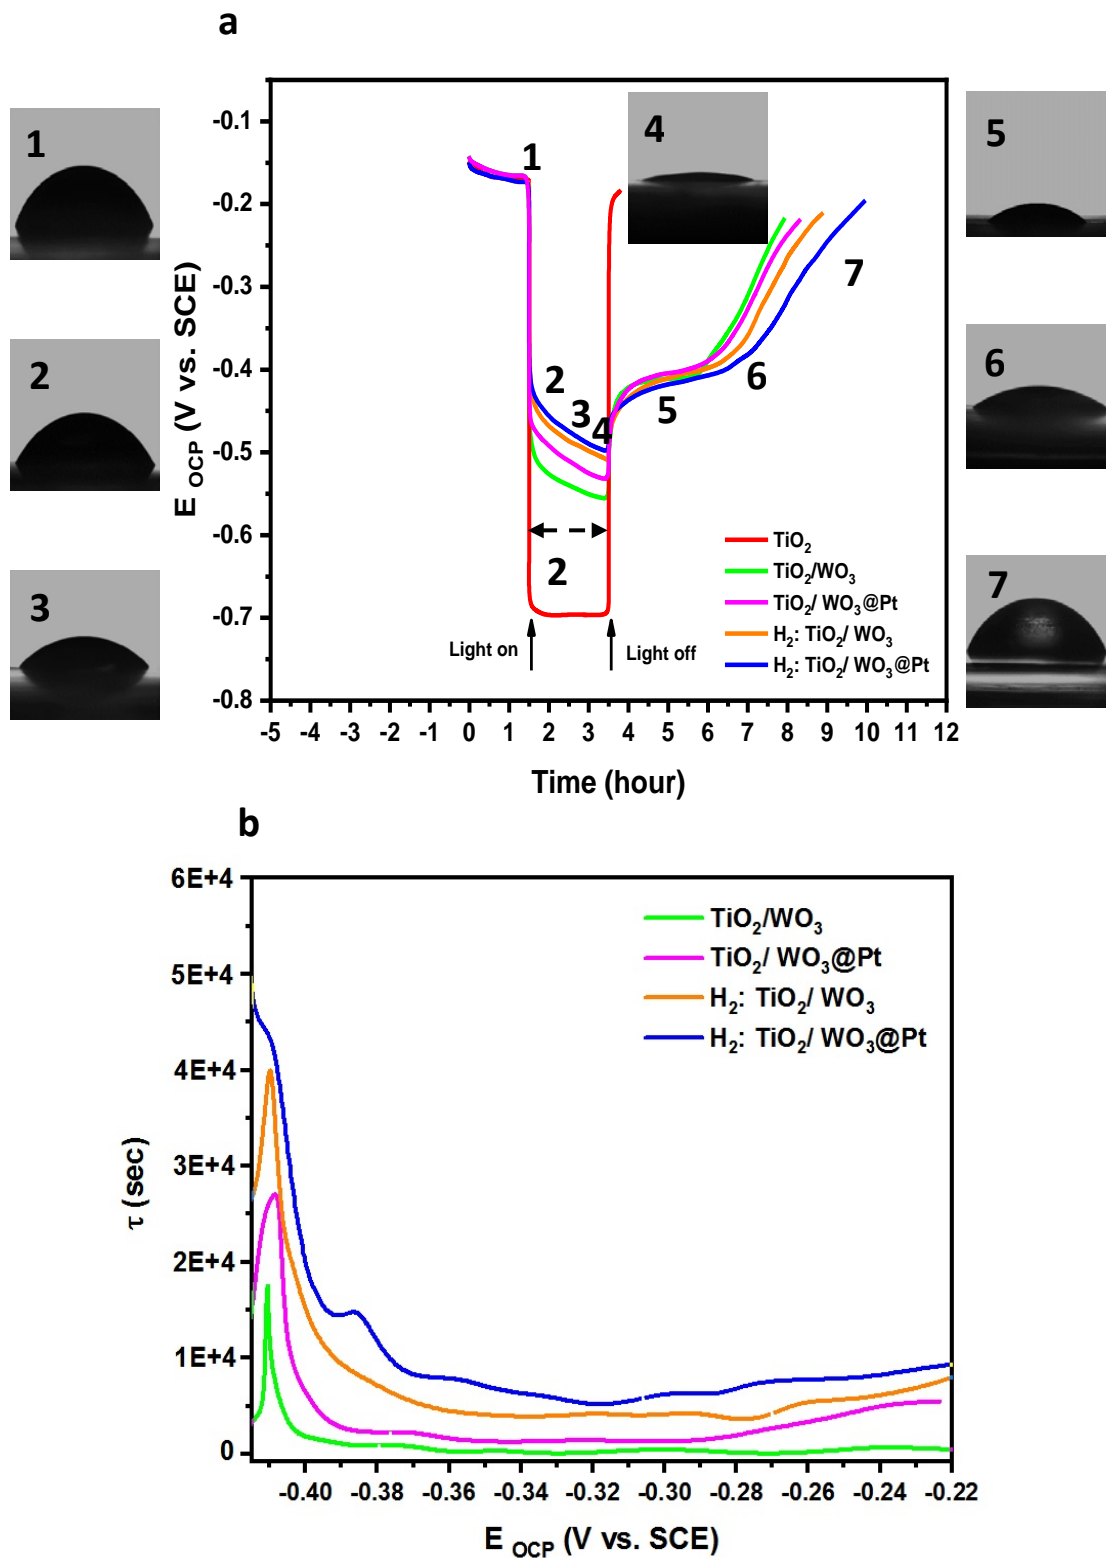 a
1
2
3
4
5
6
7
-0.1
-0.2
-0.3
-0.4
-0.5
-0.6
-0.7
-0.8
E OCP (V vs. SCE)
1
2
3
4
5
6
7
2
Light on
Light off
TiO2
TiO2/WO3
TiO2/ WO3@Pt
H2: TiO2/ WO3
H2: TiO2/ WO3@Pt
-5 -4 -3 -2 -1 0 1 2 3 4 5 6 7 8 9 10 11 12
Time (hour)
b
6E+4
5E+4
4E+4
3E+4
2E+4
1E+4
0
τ (sec)
TiO2/WO3
TiO2/ WO3@Pt
H2: TiO2/ WO3
H2: TiO2/ WO3@Pt
-0.40 -0.38 -0.36 -0.34 -0.32 -0.30 -0.28 -0.26 -0.24 -0.22
E OCP (V vs. SCE)